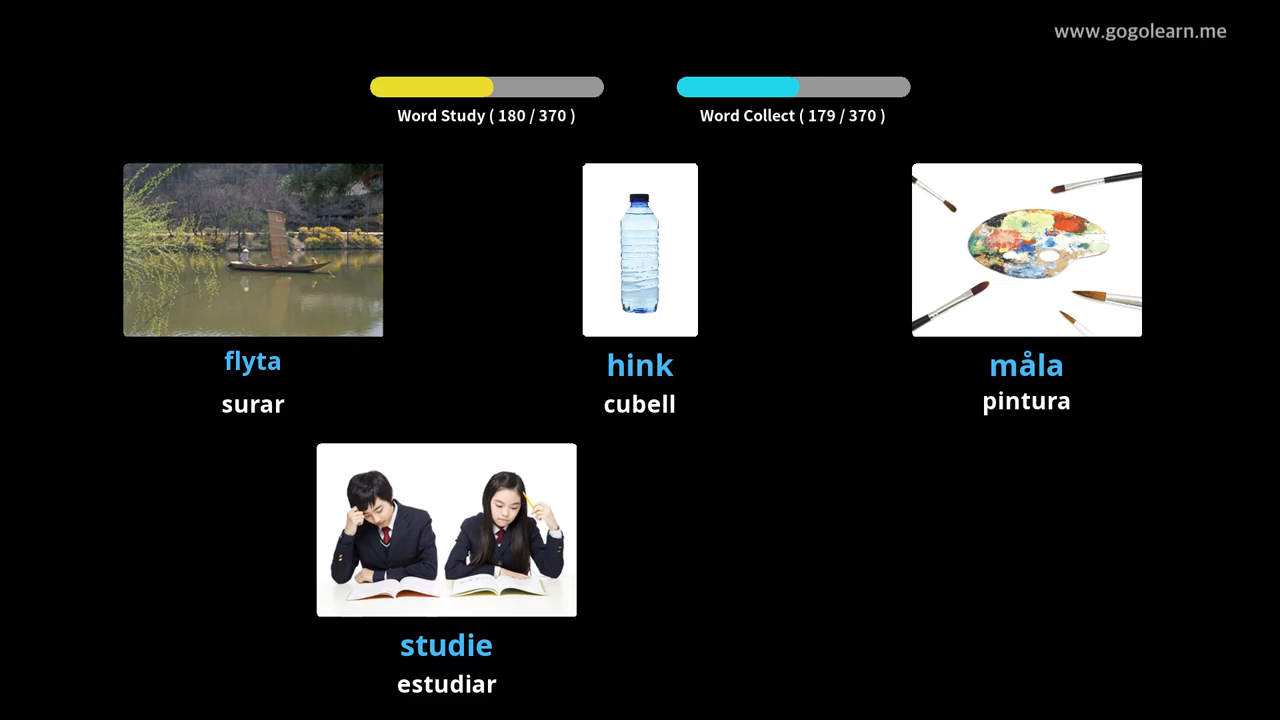 www.gogolearn.me
Word Study ( 180 / 370 )
Word Collect ( 179 / 370 )
flyta
surar
hink
cubell
måla
pintura
studie
estudiar